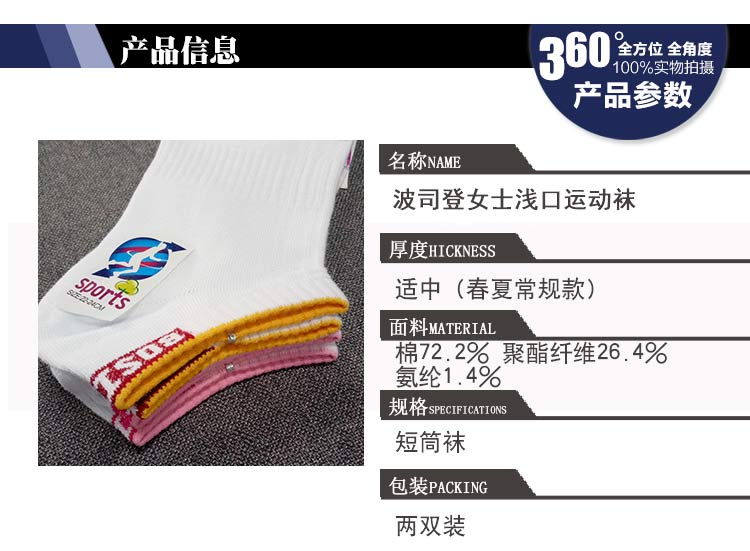 产品信息
360°全方位 全角度
100%实物拍摄
产品参数
名称NAME
波司登女士浅口运动袜
厚度HICKNESS
适中（春夏常规款）
面料MATERIAL
棉72.2% 聚酯纤维26.4%
氨纶1.4%
规格SPECIFICATIONS
短筒袜
包装PACKING
两双装
sports
SIZE:22-24CM